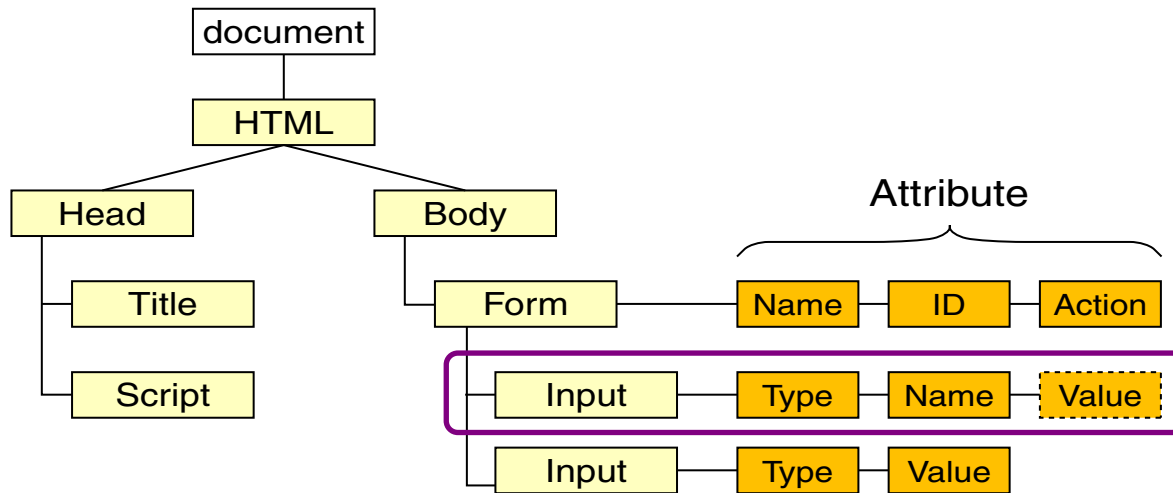 document
HTML
Head
Body
Attribute
Title
Form
Name
ID
Action
Script
Input
Type
Name
Value
Input
Type
Value